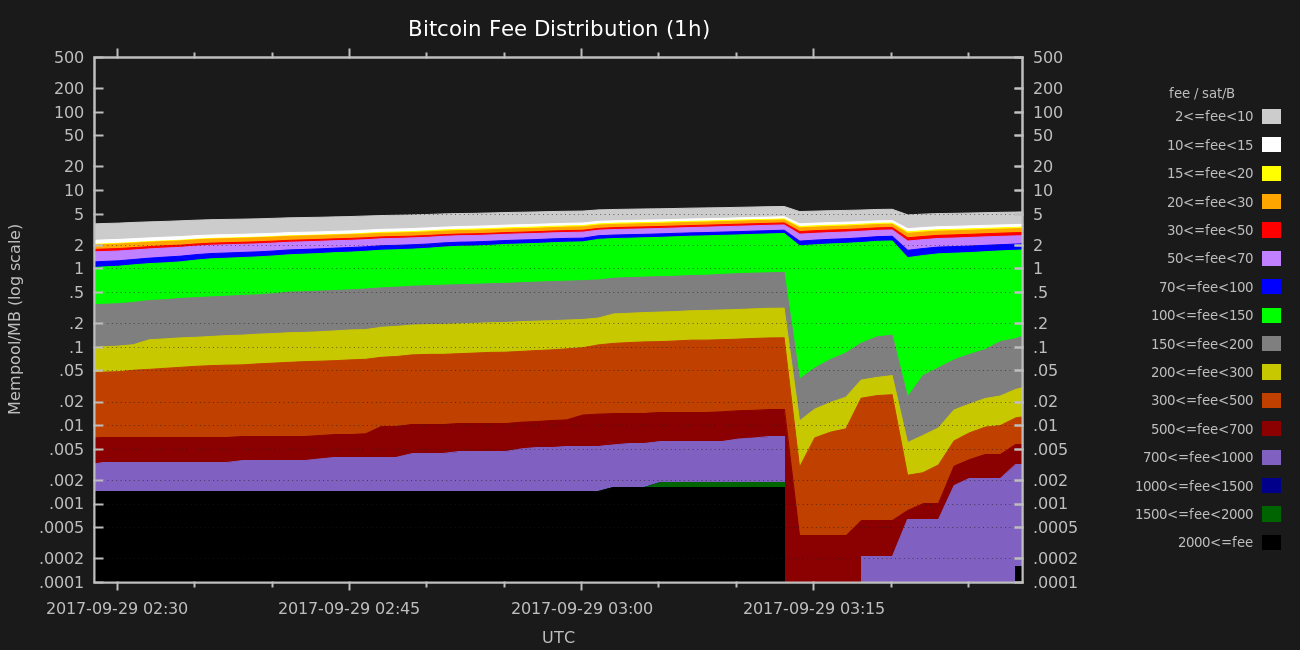 Bitcoin Fee Distribution (1h)
500
200
100
50
20
10
5
2
1
.5
.2
.1
.05
.02
.01
.005
.002
.001
.0005
.0002
.0001
Mempool/MB (log scale)
500
200
100
50
20
10
5
2
1
.5
.2
.1
.05
.02
.01
.005
.002
.001
.0005
.0002
.0001
2017-09-29 02:30
2017-09-29 02:45
2017-09-29 03:00
2017-09-29 03:15
UTC
fee / sat/B
2<=fee<10
10<=fee<15
15<=fee<20
20<=fee<30
30<=fee<50
50<=fee<70
70<=fee<100
100<=fee<150
150<=fee<200
200<=fee<300
300<=fee<500
500<=fee<700
700<=fee<1000
1000<=fee<1500
1500<=fee<2000
2000<=fee